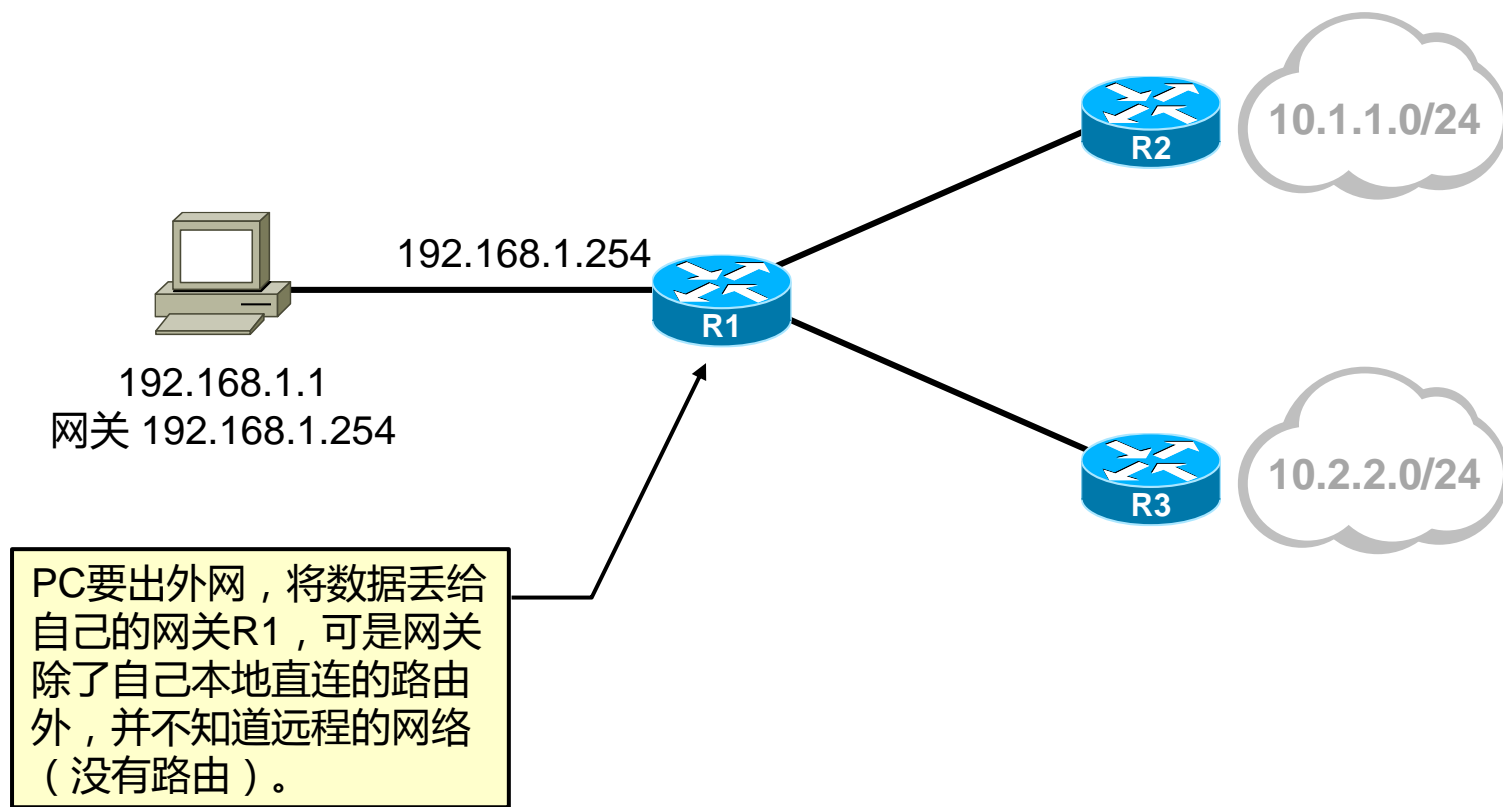 10.1.1.0/24
R2
192.168.1.254
R1
192.168.1.1
网关 192.168.1.254
10.2.2.0/24
R3
PC要出外网，将数据丢给
自己的网关R1，可是网关
除了自己本地直连的路由
外，并不知道远程的网络
（没有路由）。